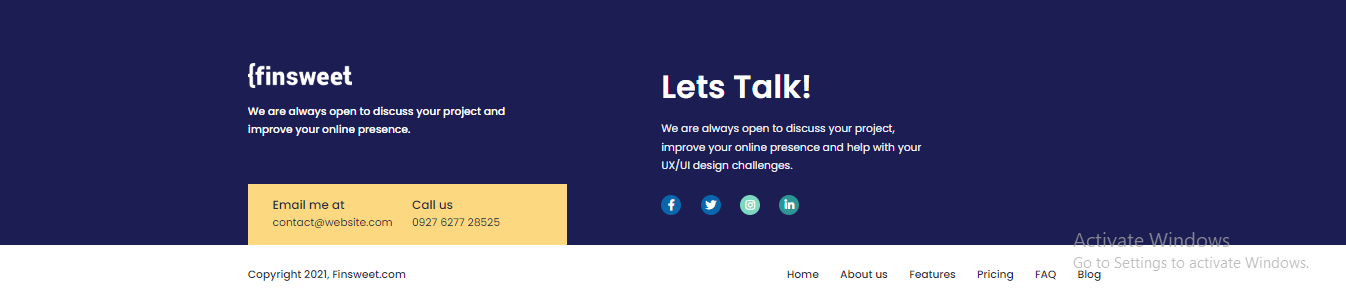 {finsweet
We are always open to discuss your project and
improve your online presence.
Email me at
contact@website.com
Call us
0927 6277 28525
Lets Talk!
We are always open to discuss your project,
improve your online presence and help with your
UX/UI design challenges.
Copyright 2021, Finsweet.com
Home About us Features Pricing FAQ Blog
Activate Windows
Go to Settings to activate Windows.